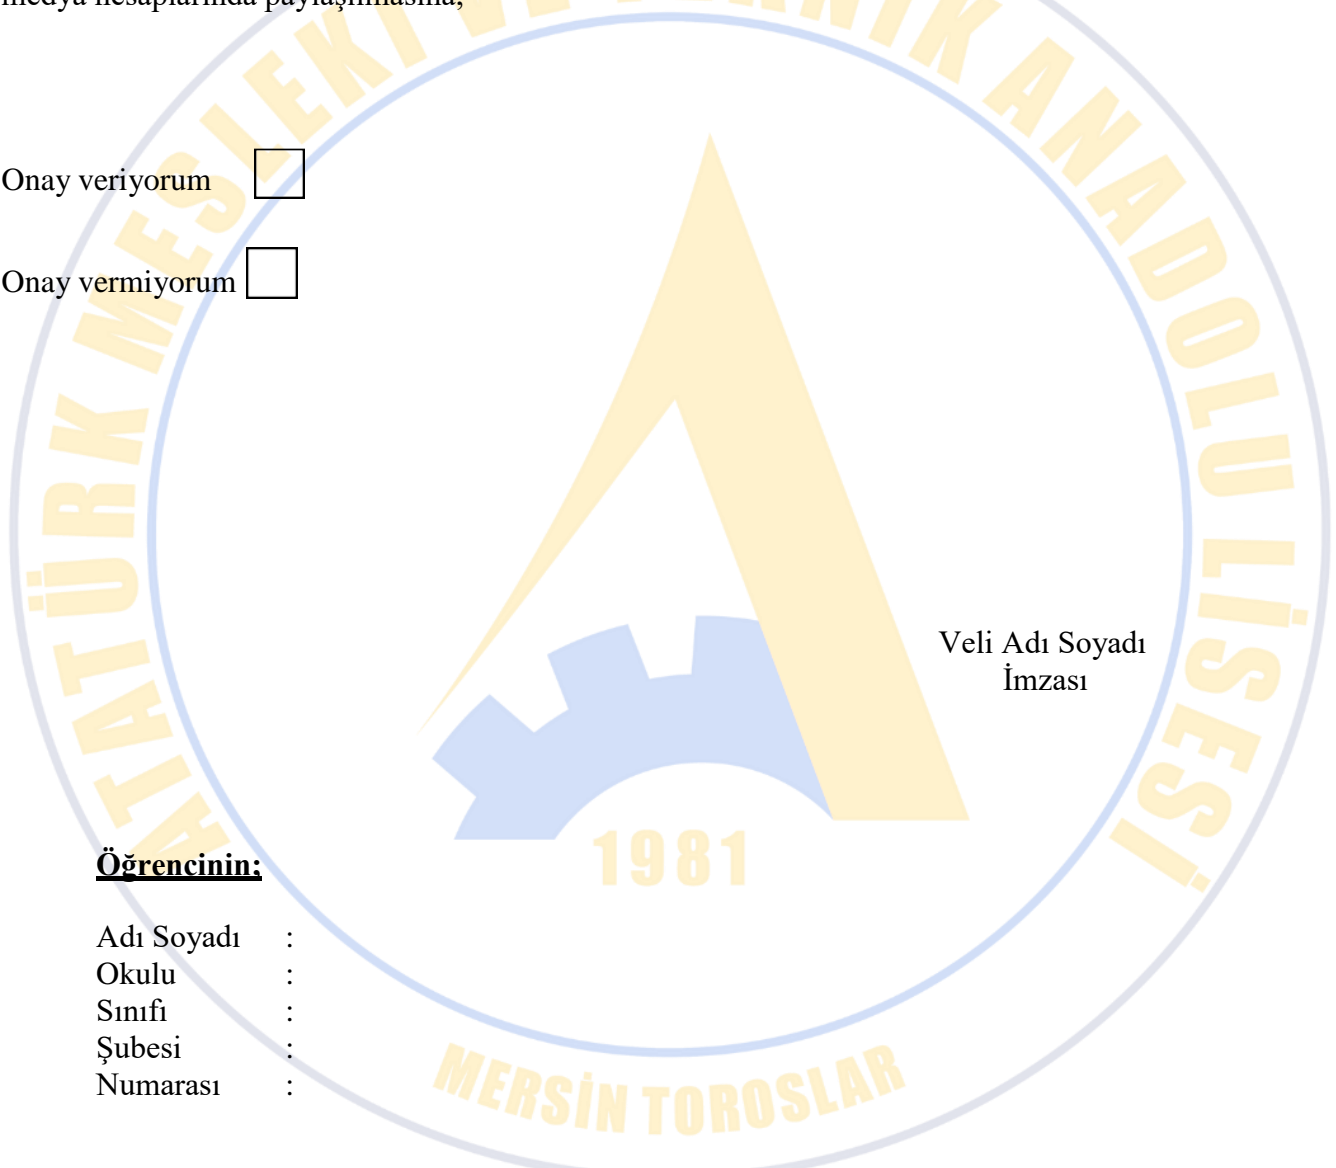 medya hesaplarında paylaşılmasına,
Onay veriyorum
Onay vermiyorum
Veli Adı Soyadı
İmzası
Öğrencinin;
Adı Soyadı :
Okulu :
Sınıfı :
Şubesi :
Numarası :
ATATÜRK MESLEKİ VE TEKNİK ANADOLU LİSESİ
1981
MERSİN TOROSLAR